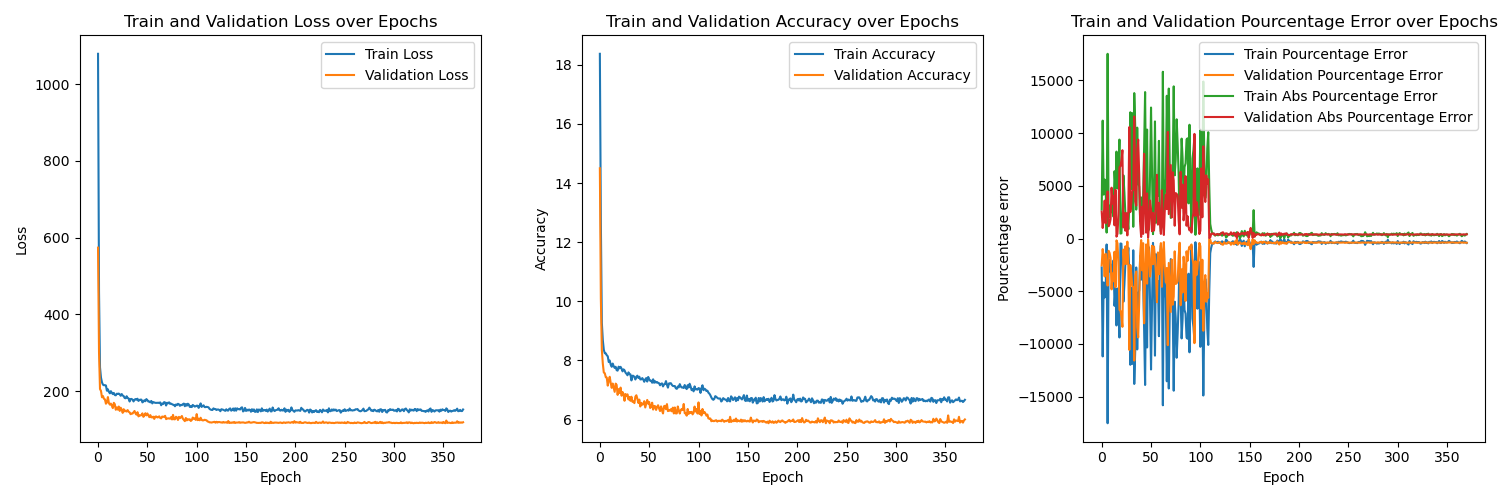 Train and Validation Loss over Epochs
Train Loss
Validation Loss
Loss
1000
800
600
400
200
0 50 100 150 200 250 300 350
Epoch
Train and Validation Accuracy over Epochs
Train Accuracy
Validation Accuracy
Accuracy
18
16
14
12
10
8
6
0 50 100 150 200 250 300 350
Epoch
Train and Validation Pourcentage Error over Epochs
Train Pourcentage Error
Validation Pourcentage Error
Train Abs Pourcentage Error
Validation Abs Pourcentage Error
Pourcentage error
15000
10000
5000
0
−5000
−10000
−15000
0 50 100 150 200 250 300 350
Epoch